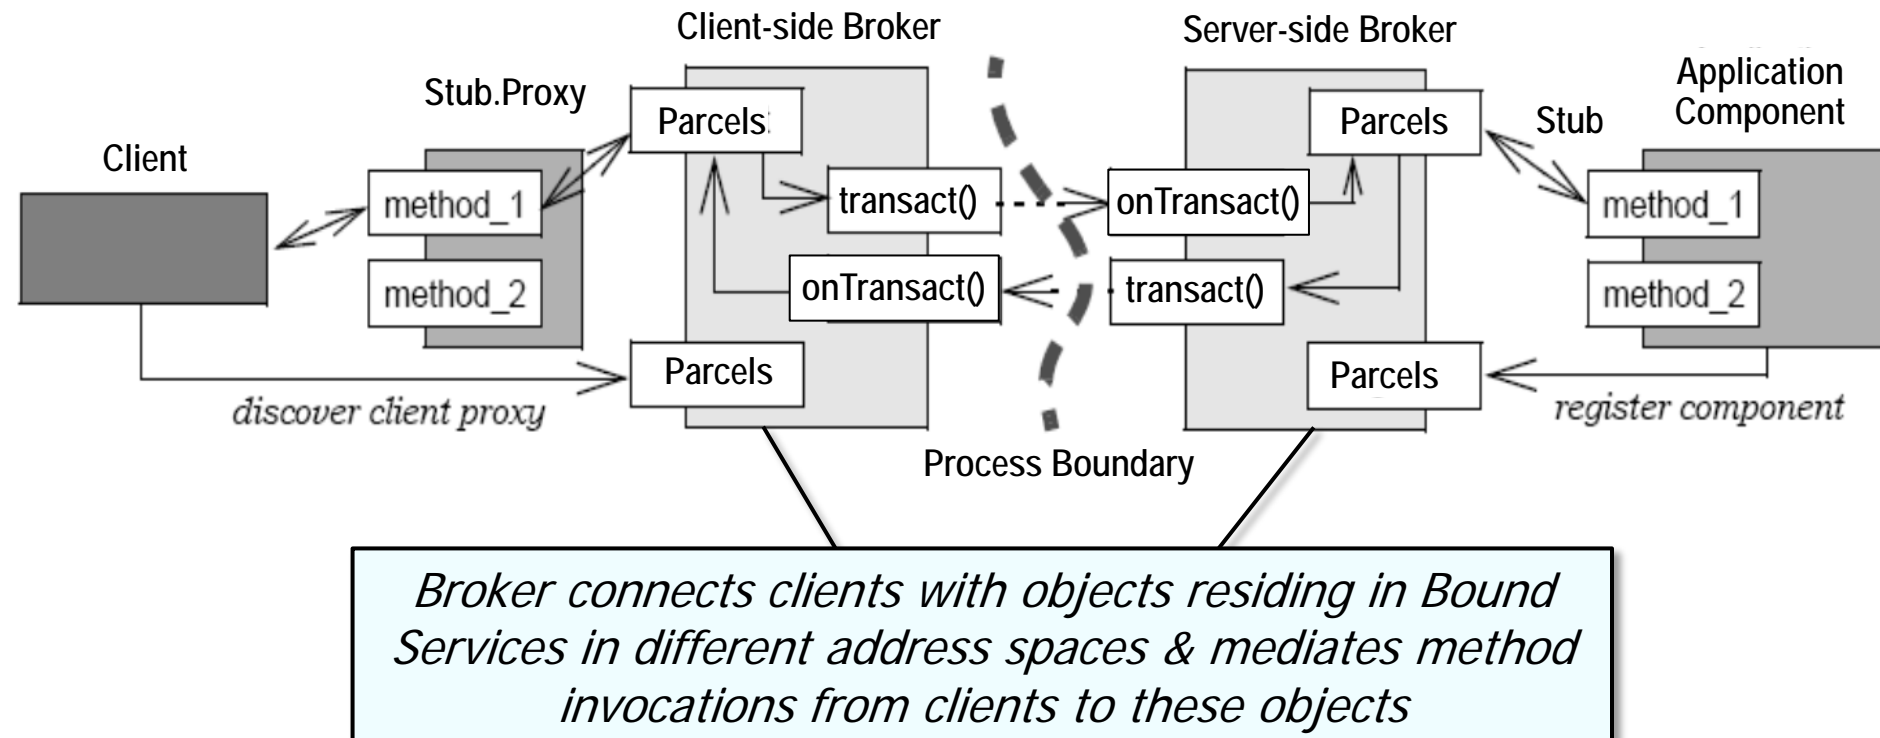 Client-side Broker
Server-side Broker
Application
Component
Stub.Proxy
Parcels
Parcels
Stub
Client
method_1
transact()
onTransact()
method_1
method_2
onTransact()
transact()
method_2
Parcels
Parcels
discover client proxy
register component
Process Boundary
Broker connects clients with objects residing in Bound
Services in different address spaces & mediates method
invocations from clients to these objects